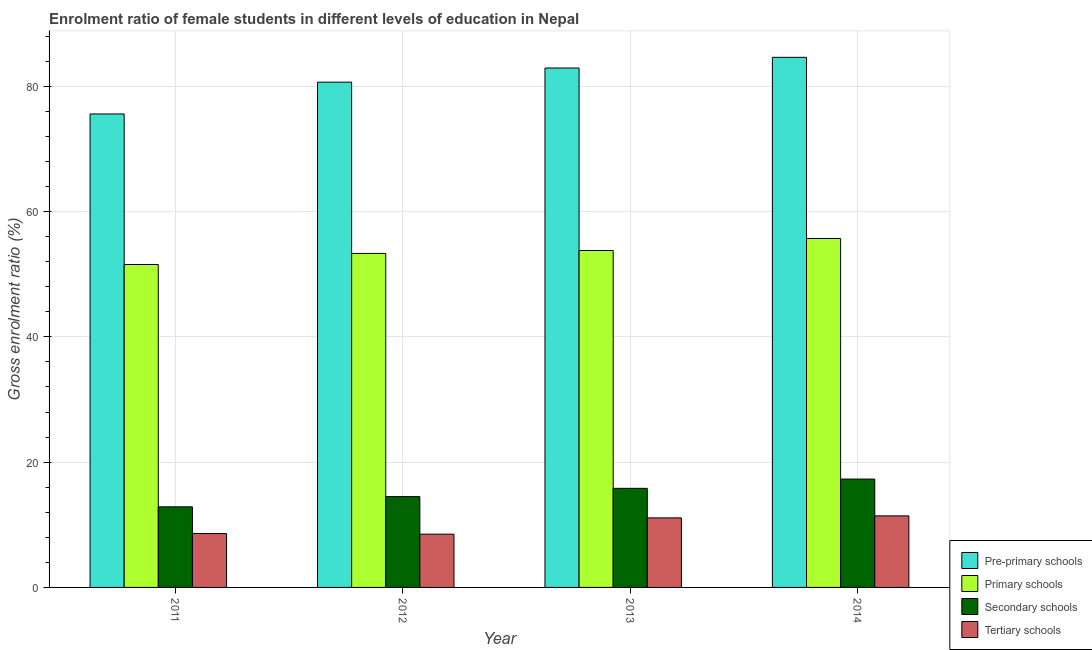 Enrolment ratio of female students in different levels of education in Nepal
Gross enrolment ratio (%)
80
60
40
20
0
2011
2012
2013
2014
Year
Pre-primary schools
Primary schools
Secondary schools
Tertiary schools